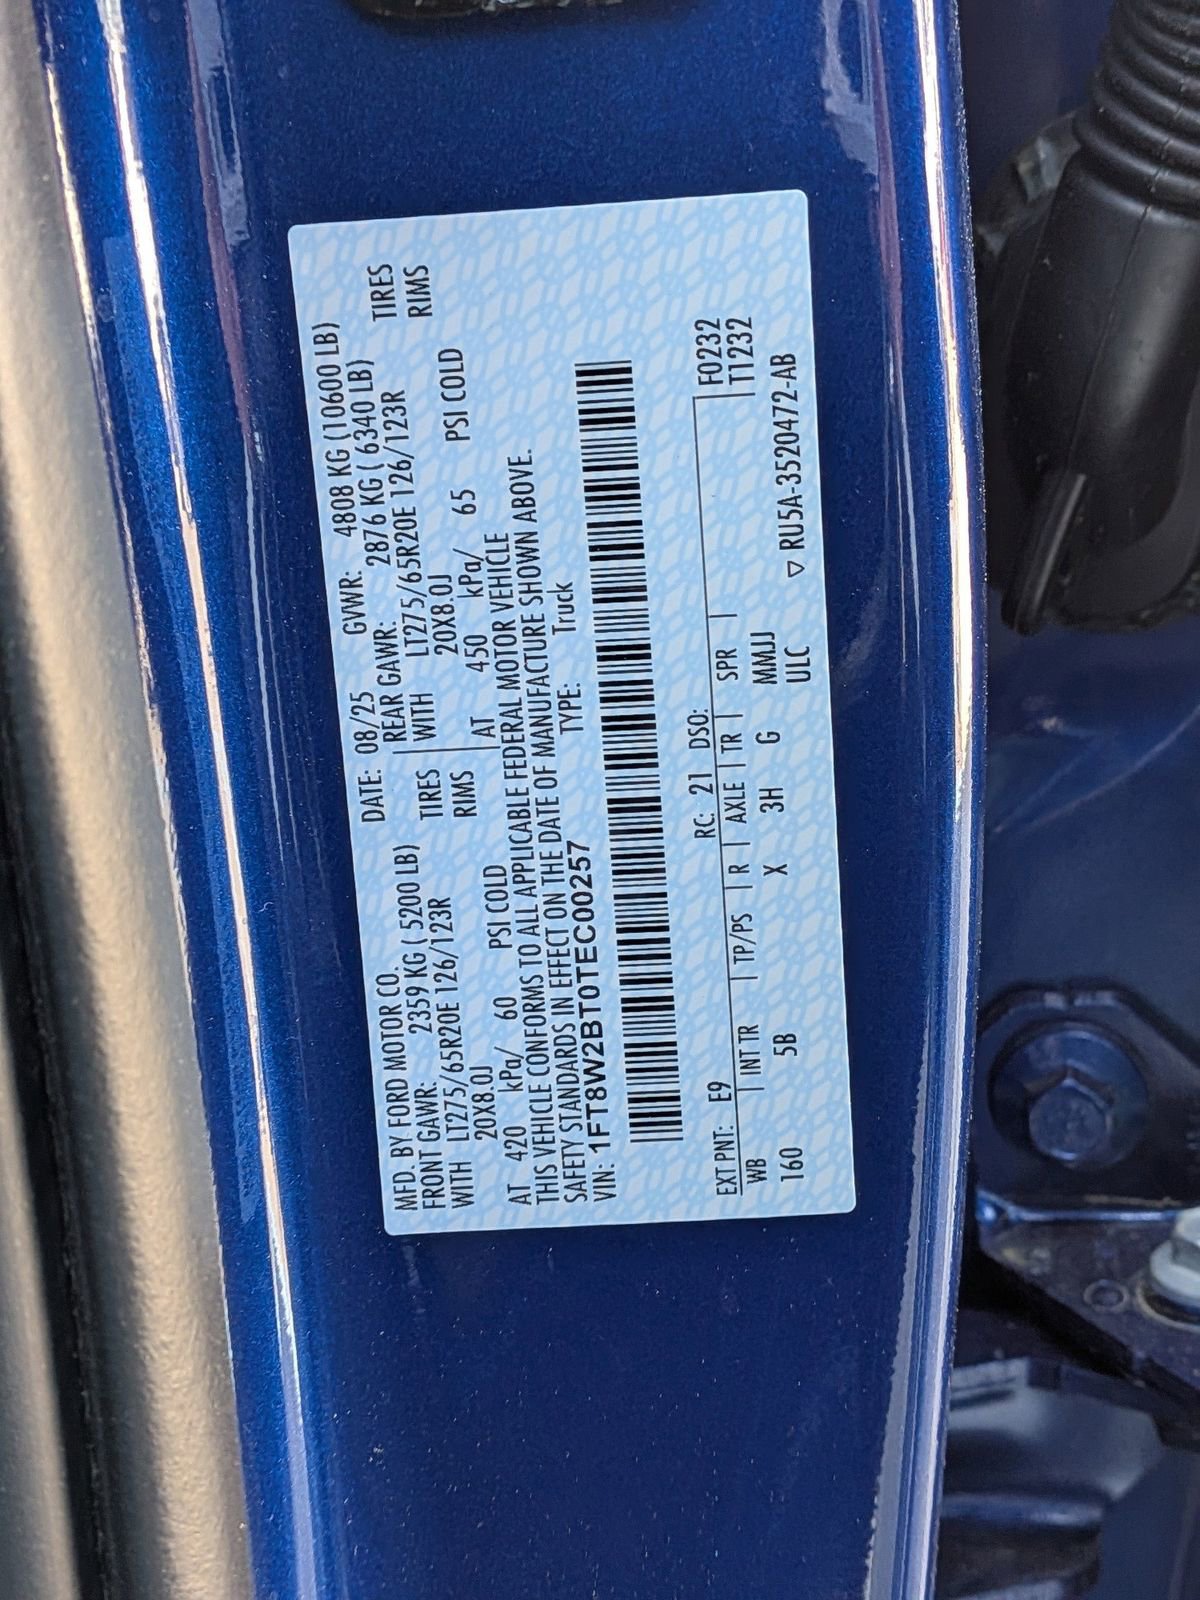 MFD. BY FORD MOTOR CO. DATE: 08/25 GVWR: 4808 KG (10600 LB)
FRONT GAWR: 2359 KG ( 5200 LB) REAR GAWR: 2876 KG ( 6340 LB)
WITH LT275/65R20E 126/123R TIRES WITH LT275/65R20E 126/123R TIRES
20X8.0J RIMS 20X8.0J RIMS
AT 420 kPa/ 60 PSI COLD AT 450 kPa/ 65 PSI COLD
THIS VEHICLE CONFORMS TO ALL APPLICABLE FEDERAL MOTOR VEHICLE
SAFETY STANDARDS IN EFFECT ON THE DATE OF MANUFACTURE SHOWN ABOVE.
VIN: 1FT8W2BT0TEC00257 TYPE: Truck
EXT PNT: E9 RC: 21 DSO: F0232
WB INT TR TP/PS R AXLE TR SPR T1232
160 5B X 3H G MMJJ
ULC ▽ RU5A-3520472-AB